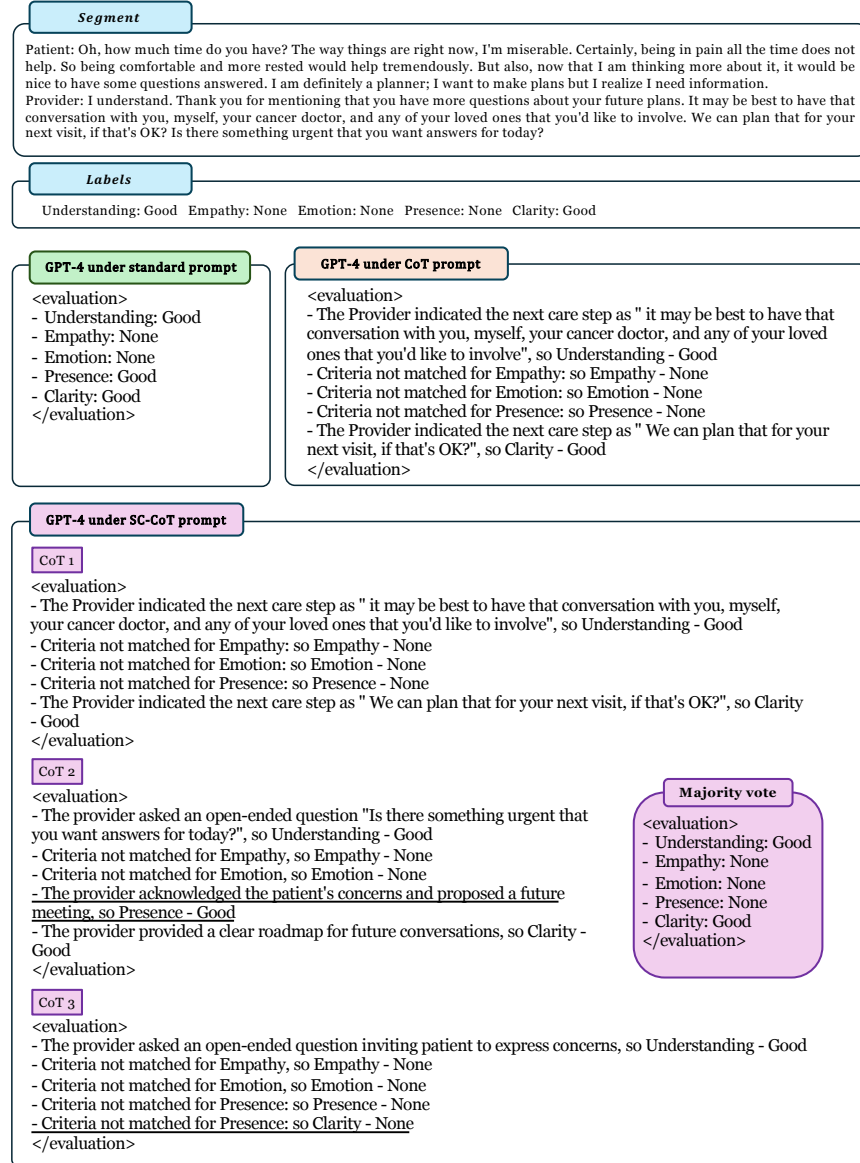 Segment
Patient: Oh, how much time do you have? The way things are right now, I'm miserable. Certainly, being in pain all the time does not
help. So being comfortable and more rested would help tremendously. But also, now that I am thinking more about it, it would be
nice to have some questions answered. I am definitely a planner; I want to make plans but I realize I need information.
Provider: I understand. Thank you for mentioning that you have more questions about your future plans. It may be best to have that
conversation with you, myself, your cancer doctor, and any of your loved ones that you'd like to involve. We can plan that for your
next visit, if that's OK? Is there something urgent that you want answers for today?
Labels
Understanding: Good Empathy: None Emotion: None Presence: None Clarity: Good
GPT-4 under standard prompt
<evaluation>
- Understanding: Good
- Empathy: None
- Emotion: None
- Presence: Good
- Clarity: Good
</evaluation>
GPT-4 under CoT prompt
<evaluation>
- The Provider indicated the next care step as " it may be best to have that
conversation with you, myself, your cancer doctor, and any of your loved
ones that you'd like to involve", so Understanding - Good
- Criteria not matched for Empathy: so Empathy - None
- Criteria not matched for Emotion: so Emotion - None
- Criteria not matched for Presence: so Presence - None
- The Provider indicated the next care step as " We can plan that for your
next visit, if that's OK?", so Clarity - Good
</evaluation>
GPT-4 under SC-CoT prompt
CoT 1
<evaluation>
- The Provider indicated the next care step as " it may be best to have that conversation with you, myself,
your cancer doctor, and any of your loved ones that you'd like to involve", so Understanding - Good
- Criteria not matched for Empathy: so Empathy - None
- Criteria not matched for Emotion: so Emotion - None
- Criteria not matched for Presence: so Presence - None
- The Provider indicated the next care step as " We can plan that for your next visit, if that's OK?", so Clarity
- Good
</evaluation>
CoT 2
<evaluation>
- The provider asked an open-ended question "Is there something urgent that
you want answers for today?", so Understanding - Good
- Criteria not matched for Empathy, so Empathy - None
- Criteria not matched for Emotion, so Emotion - None
- The provider acknowledged the patient's concerns and proposed a future
meeting, so Presence - Good
- The provider provided a clear roadmap for future conversations, so Clarity -
Good
</evaluation>
Majority vote
<evaluation>
- Understanding: Good
- Empathy: None
- Emotion: None
- Presence: None
- Clarity: Good
</evaluation>
CoT 3
<evaluation>
- The provider asked an open-ended question inviting patient to express concerns, so Understanding - Good
- Criteria not matched for Empathy, so Empathy - None
- Criteria not matched for Emotion, so Emotion - None
- Criteria not matched for Presence: so Presence - None
- Criteria not matched for Presence: so Clarity - None
</evaluation>